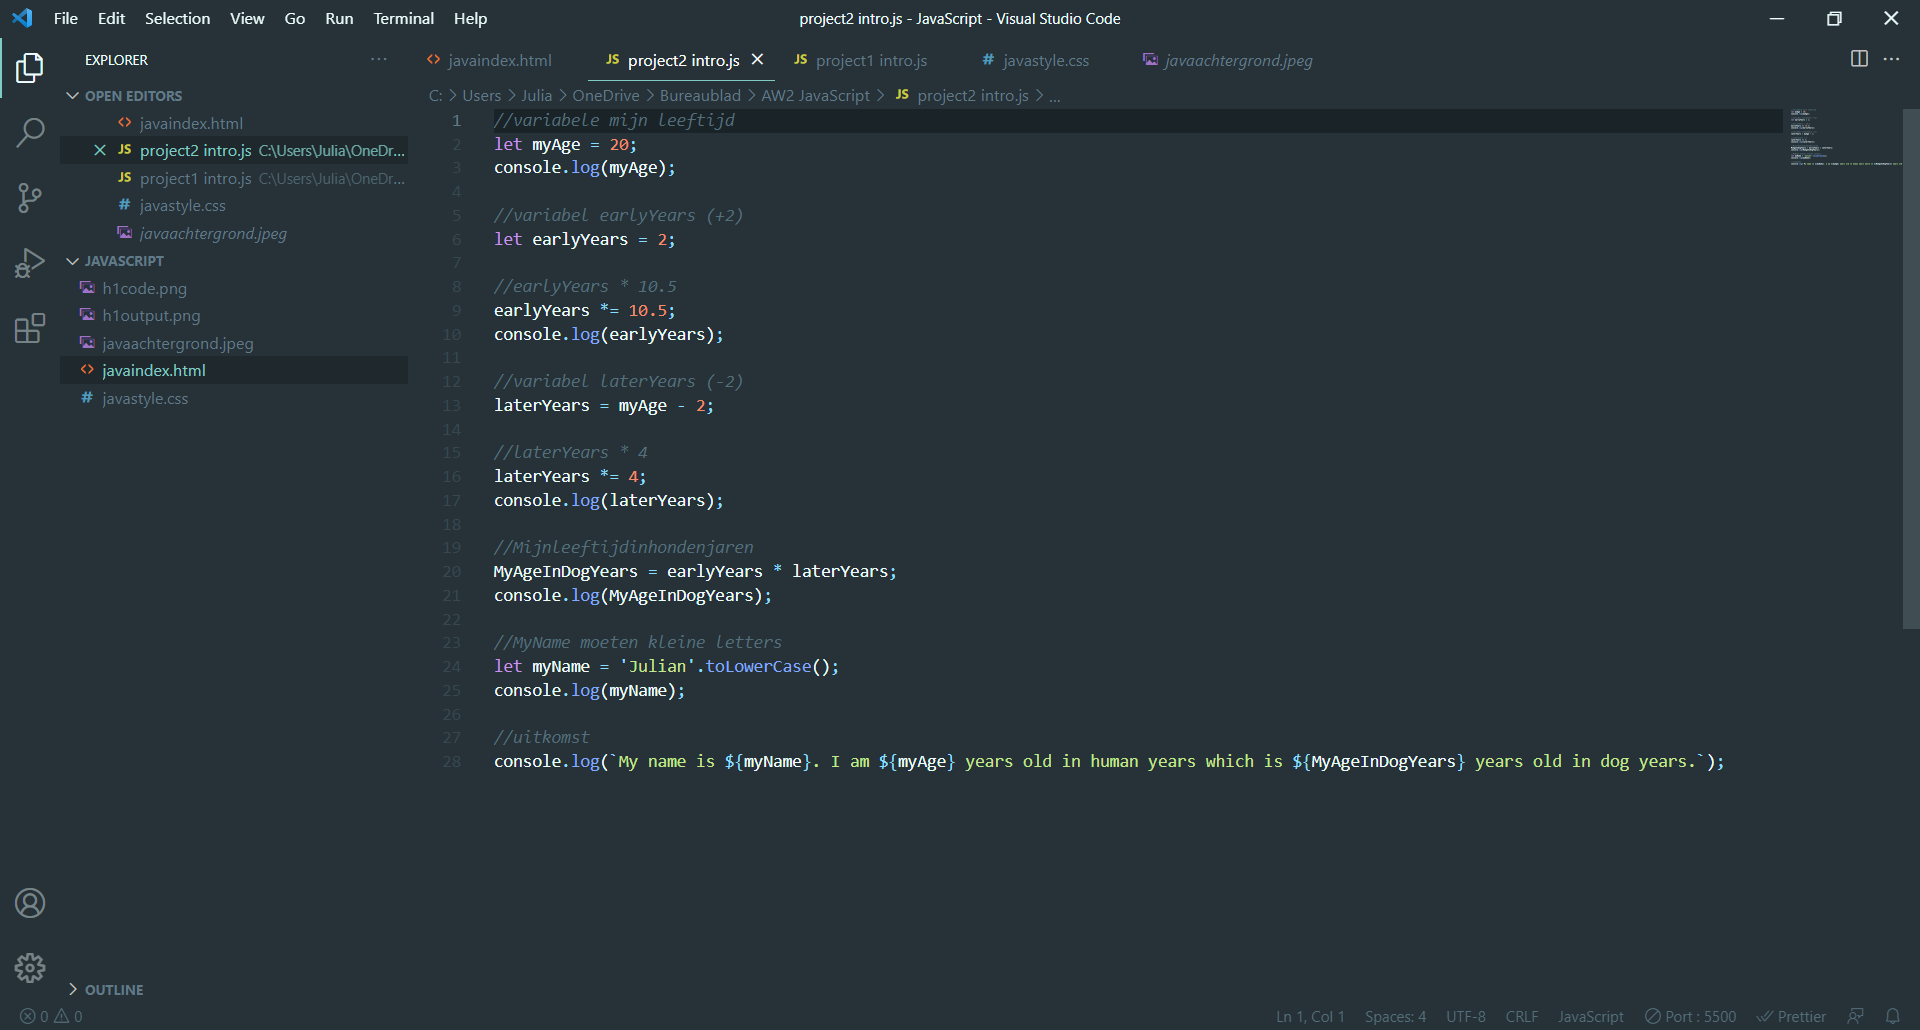 File Edit Selection View Go Run Terminal Help
project2 intro.js - JavaScript - Visual Studio Code
EXPLORER
OPEN EDITORS
javaindex.html
JS project2 intro.js C:\Users\Julia\OneDr...
JS project1 intro.js C:\Users\Julia\OneDr...
# javastyle.css
javaachtergrond.jpeg
JAVASCRIPT
h1code.png
h1output.png
javaachtergrond.jpeg
<> javaindex.html
# javastyle.css
OUTLINE
<> javaindex.html JS project2 intro.js JS project1 intro.js # javastyle.css javaachtergrond.jpeg
C: > Users > Julia > OneDrive > Bureaublad > AW2 JavaScript > JS project2 intro.js > ...
1 //variabele mijn leeftijd
2 let myAge = 20;
3 console.log(myAge);
4
5 //variabel earlyYears (+2)
6 let earlyYears = 2;
7
8 //earlyYears * 10.5
9 earlyYears *= 10.5;
10 console.log(earlyYears);
11
12 //variabel laterYears (-2)
13 laterYears = myAge - 2;
14
15 //laterYears * 4
16 laterYears *= 4;
17 console.log(laterYears);
18
19 //Mijnleeftijdinhondenjaren
20 MyAgeInDogYears = earlyYears * laterYears;
21 console.log(MyAgeInDogYears);
22
23 //MyName moeten kleine letters
24 let myName = 'Julian'.toLowerCase();
25 console.log(myName);
26
27 //uitkomst
28 console.log(`My name is ${myName}. I am ${myAge} years old in human years which is ${MyAgeInDogYears} years old in dog years.`);
0 0
Ln 1, Col 1 Spaces: 4 UTF-8 CRLF JavaScript Port : 5500 Prettier